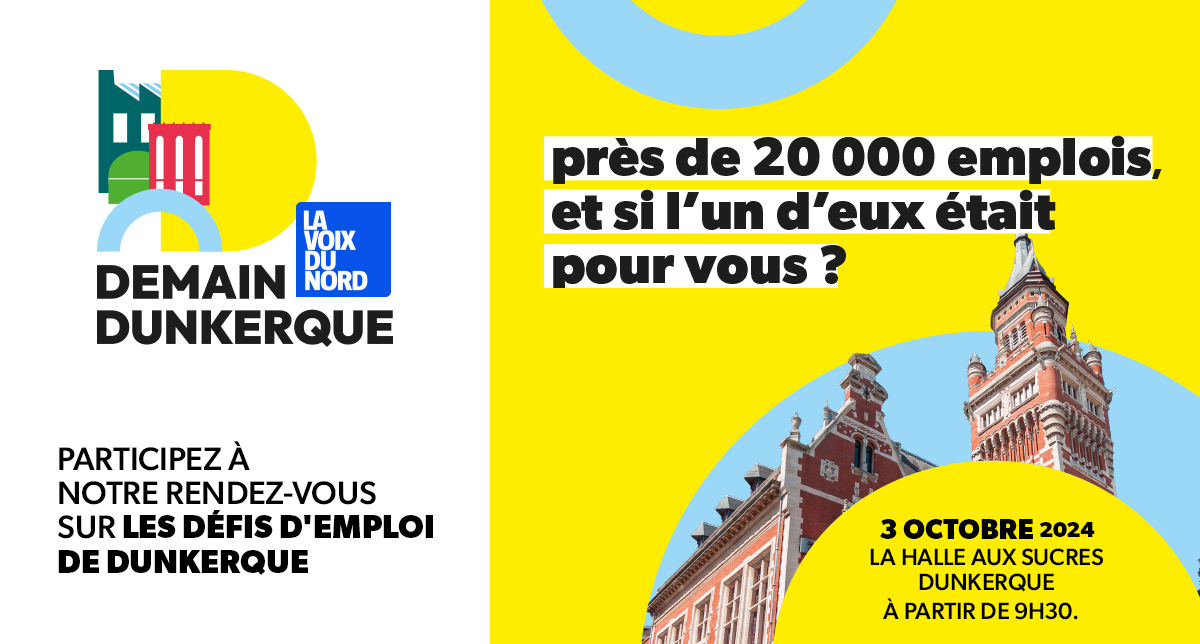 LA
VOIX
DU
NORD
DEMAIN
DUNKERQUE
PARTICIPEZ À
NOTRE RENDEZ-VOUS
SUR LES DÉFIS D'EMPLOI
DE DUNKERQUE
près de 20 000 emplois,
et si l’un d’eux était
pour vous ?
3 OCTOBRE 2024
LA HALLE AUX SUCRES
DUNKERQUE
À PARTIR DE 9H30.